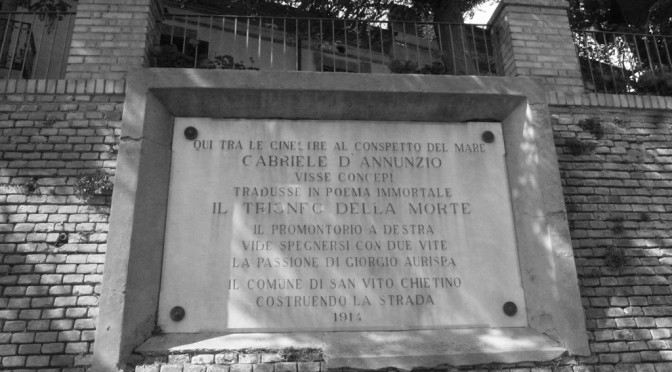 QUI TRA LE GINESTRE AL CONSPETTO DEL MARE
GABRIELE D'ANNUNZIO
VISSE CONCEPÌ
TRADUSSE IN POEMA IMMORTALE
IL TRIONFO DELLA MORTE
IL PROMONTORIO A DESTRA
VIDE SPEGNERSI CON DUE VITE
LA PASSIONE DI GIORGIO AURISPA
IL COMUNE DI SAN VITO CHIETINO
COSTRUENDO LA STRADA
1914